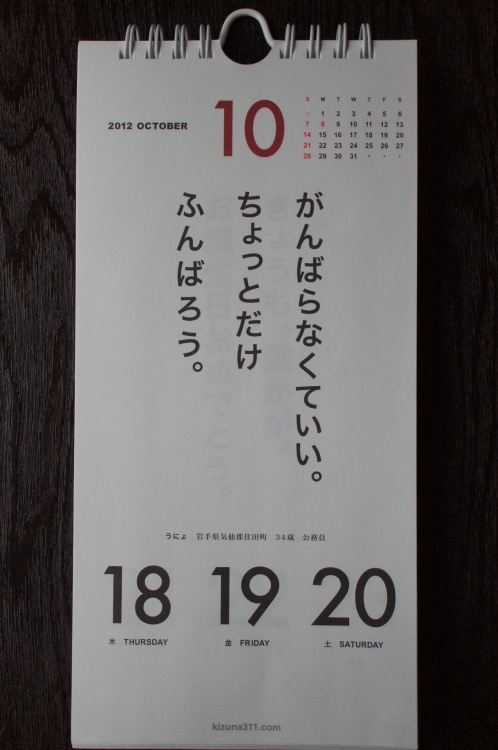 2012 OCTOBER
10
S M T W T F S
・ 1 2 3 4 5 6
7 8 9 10 11 12 13
14 15 16 17 18 19 20
21 22 23 24 25 26 27
28 29 30 31 ・ ・ ・
がんばらなくていい。
ちょっとだけ
ふんばろう。
うにょ 岩手県気仙郡住田町 34歳 公務員
18 19 20
木 THURSDAY 金 FRIDAY 土 SATURDAY
kizuna311.com